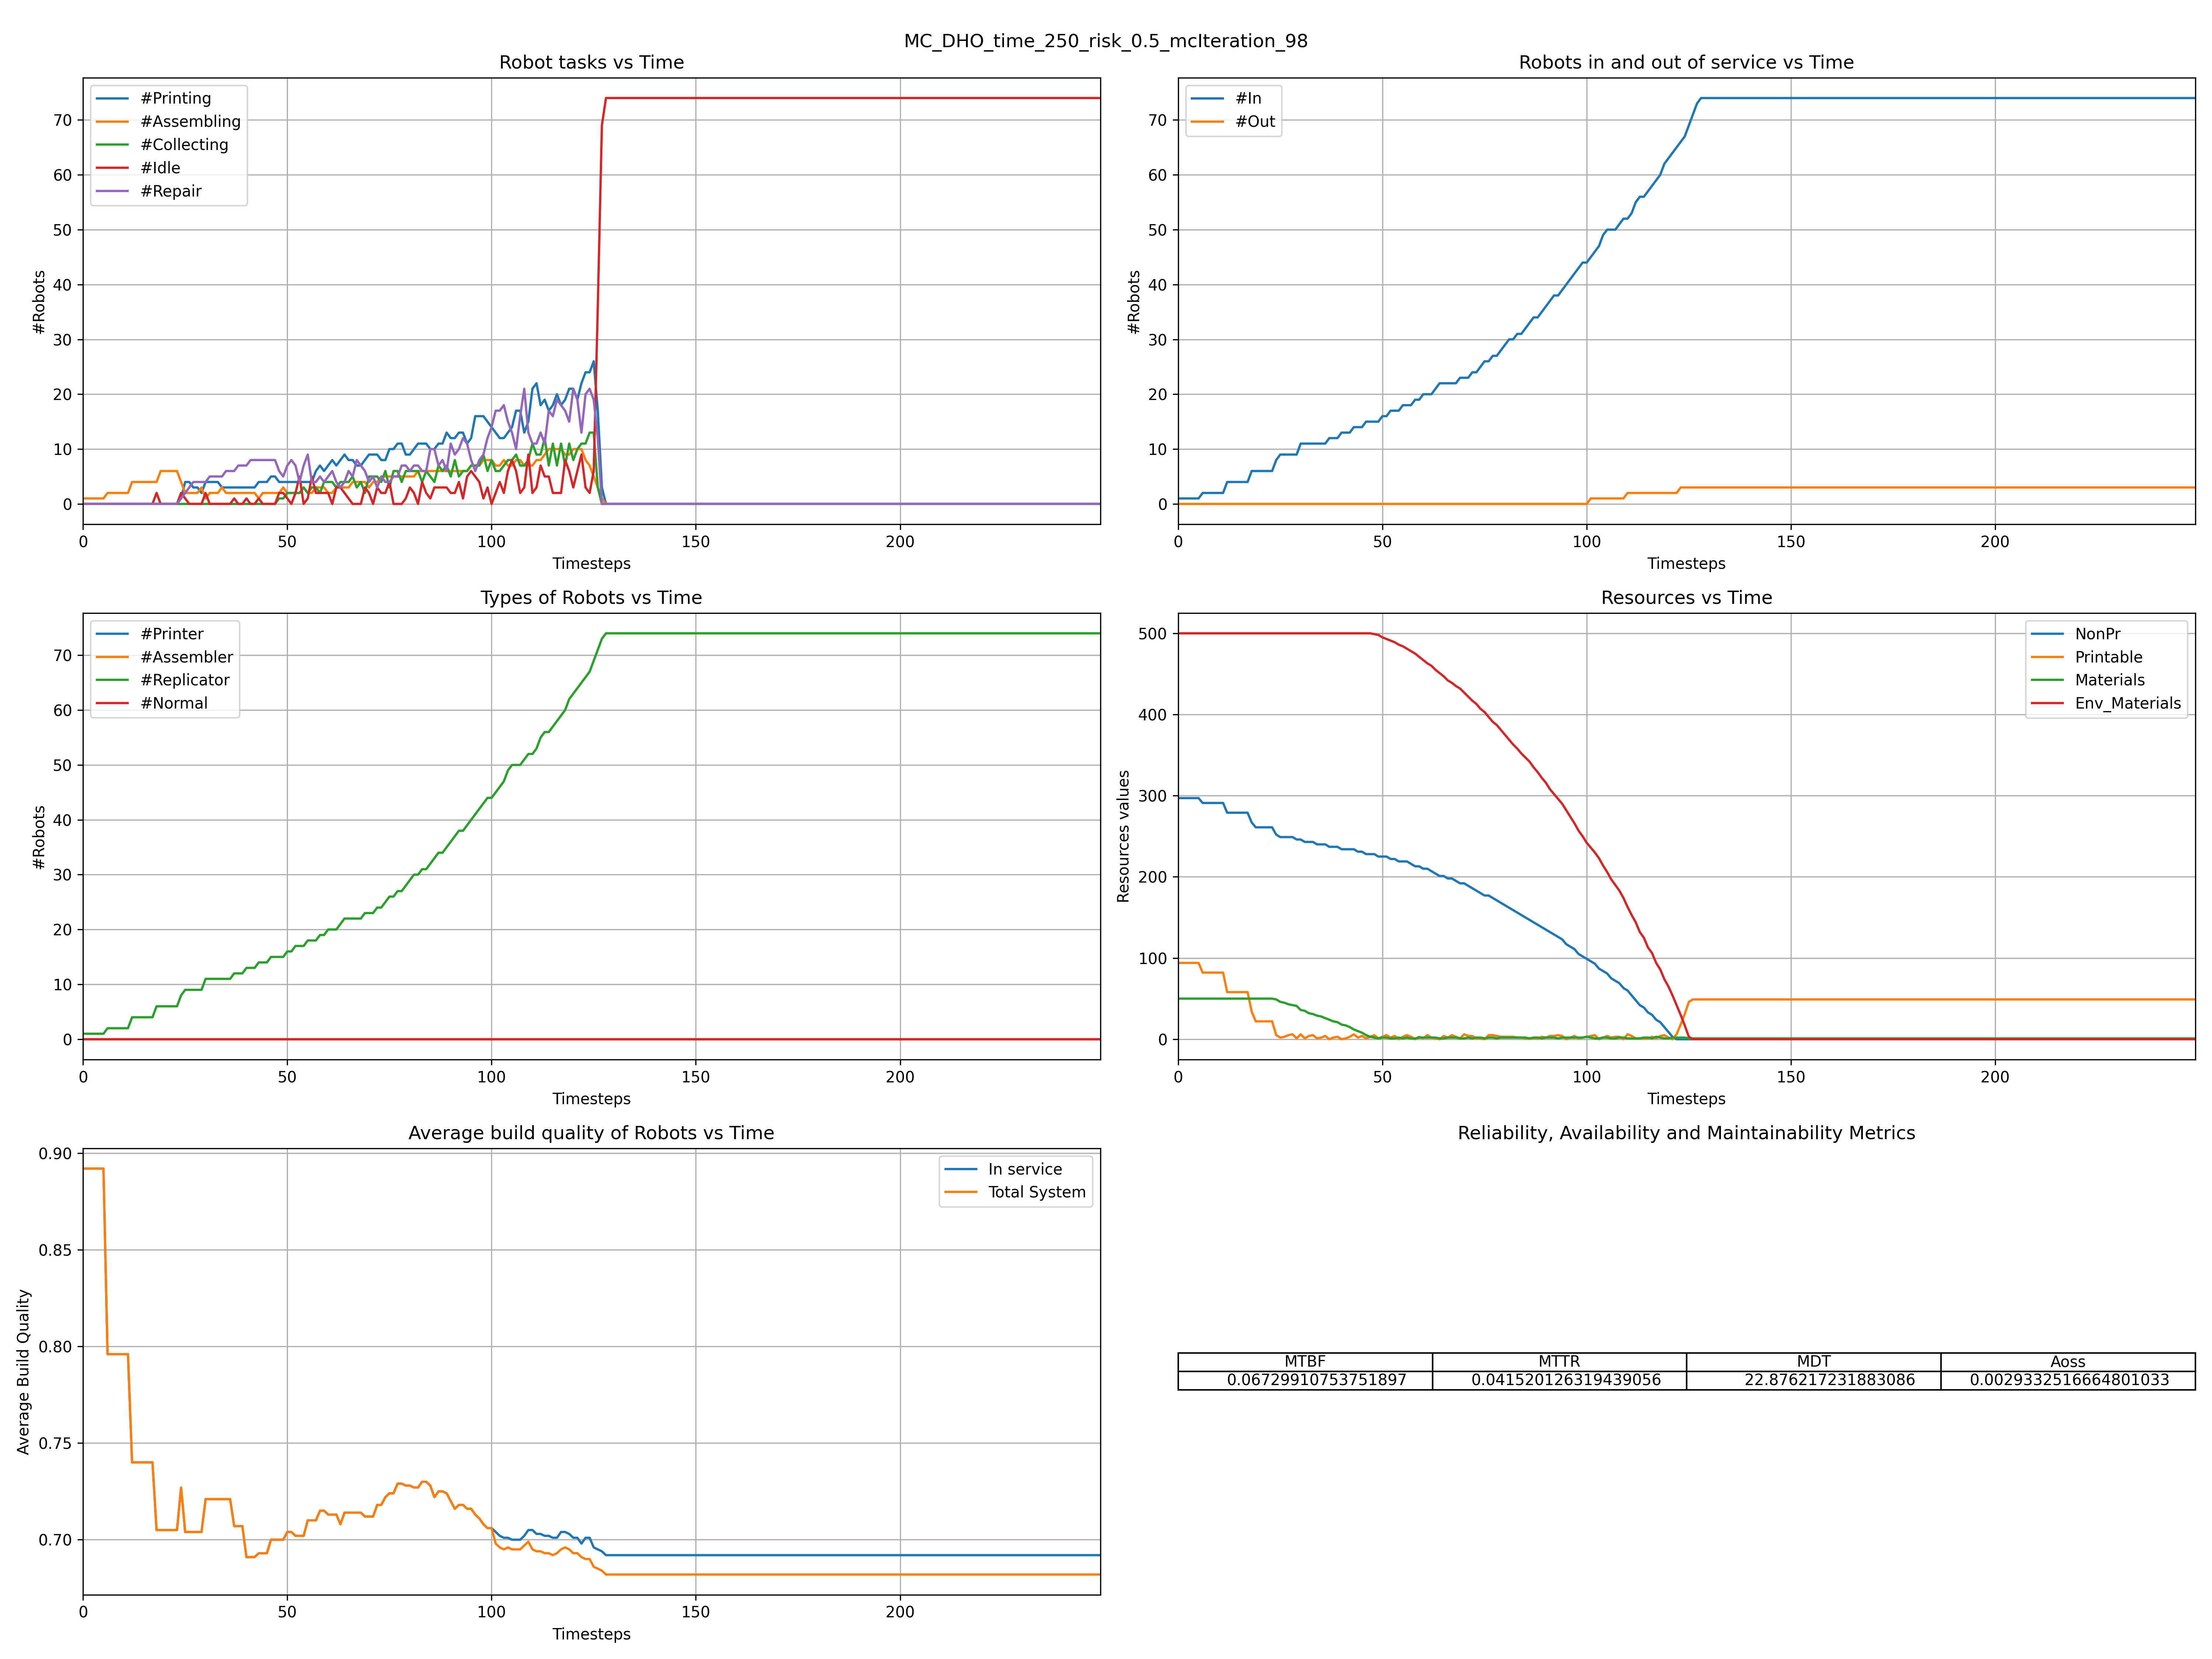 MC_DHO_time_250_risk_0.5_mcIteration_98
Robot tasks vs Time
#Printing
#Assembling
#Collecting
#Idle
#Repair
70
60
50
40
30
20
10
0
#Robots
0 50 100 150 200
Timesteps
Robots in and out of service vs Time
#In
#Out
70
60
50
40
30
20
10
0
#Robots
0 50 100 150 200
Timesteps
Types of Robots vs Time
#Printer
#Assembler
#Replicator
#Normal
70
60
50
40
30
20
10
0
#Robots
0 50 100 150 200
Timesteps
Resources vs Time
NonPr
Printable
Materials
Env_Materials
500
400
300
200
100
0
Resources values
0 50 100 150 200
Timesteps
Average build quality of Robots vs Time
In service
Total System
0.90
0.85
0.80
0.75
0.70
Average Build Quality
0 50 100 150 200
Timesteps
Reliability, Availability and Maintainability Metrics
MTBF MTTR MDT Aoss
0.06729910753751897 0.041520126319439056 22.876217231883086 0.0029332516664801033